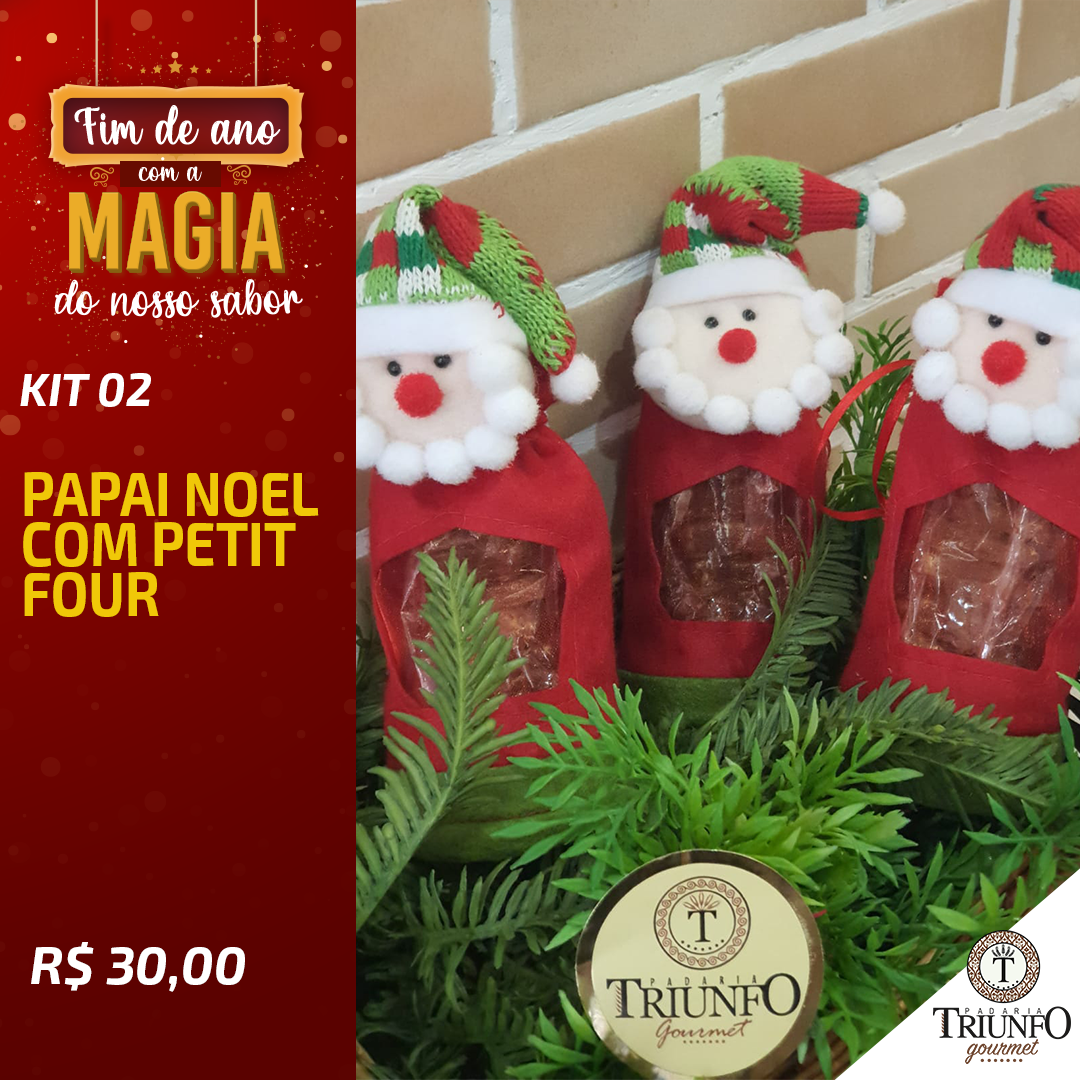 Fim de ano
com a
MAGIA
do nosso sabor
KIT 02
PAPAI NOEL
COM PETIT
FOUR
R$ 30,00
T
PADARIA
TRIUNFO
Gourmet
T
PADARIA
TRIUNFO
gourmet